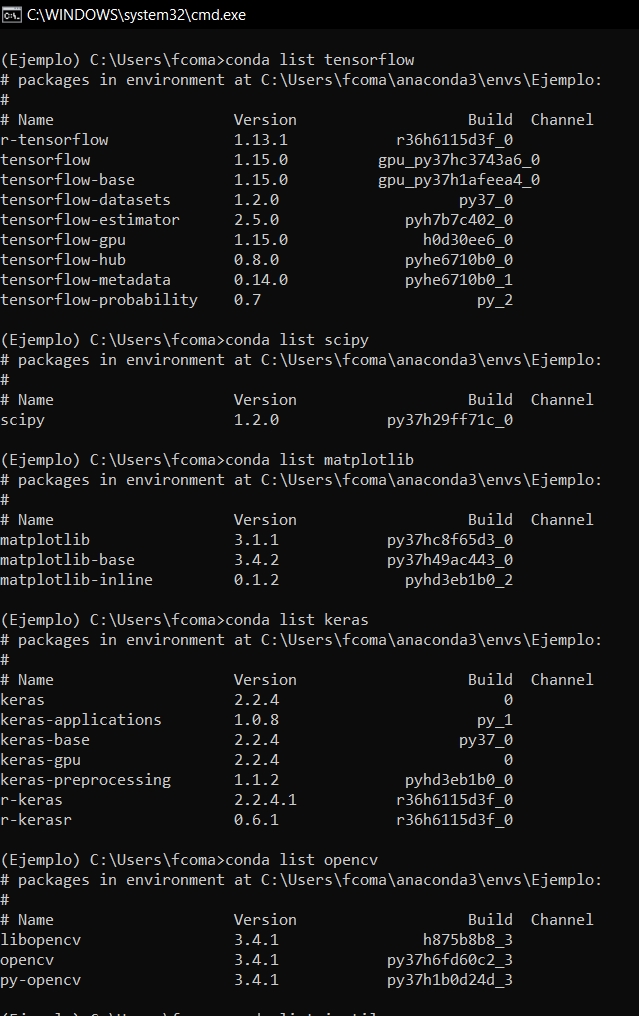 C:\WINDOWS\system32\cmd.exe
(Ejemplo) C:\Users\fcoma>conda list tensorflow
# packages in environment at C:\Users\fcoma\anaconda3\envs\Ejemplo:
#
# Name                    Version                   Build  Channel
r-tensorflow              1.13.1            r36h6115d3f_0
tensorflow                1.15.0          gpu_py37hc3743a6_0
tensorflow-base           1.15.0          gpu_py37h1afeea4_0
tensorflow-datasets       1.2.0                    py37_0
tensorflow-estimator      2.5.0              pyh7b7c402_0
tensorflow-gpu            1.15.0               h0d30ee6_0
tensorflow-hub            0.8.0              pyhe6710b0_0
tensorflow-metadata       0.14.0             pyhe6710b0_1
tensorflow-probability    0.7                        py_2
(Ejemplo) C:\Users\fcoma>conda list scipy
# packages in environment at C:\Users\fcoma\anaconda3\envs\Ejemplo:
#
# Name                    Version                   Build  Channel
scipy                     1.2.0            py37h29ff71c_0
(Ejemplo) C:\Users\fcoma>conda list matplotlib
# packages in environment at C:\Users\fcoma\anaconda3\envs\Ejemplo:
#
# Name                    Version                   Build  Channel
matplotlib                3.1.1            py37hc8f65d3_0
matplotlib-base           3.4.2            py37h49ac443_0
matplotlib-inline         0.1.2              pyhd3eb1b0_2
(Ejemplo) C:\Users\fcoma>conda list keras
# packages in environment at C:\Users\fcoma\anaconda3\envs\Ejemplo:
#
# Name                    Version                   Build  Channel
keras                     2.2.4                         0
keras-applications        1.0.8                      py_1
keras-base                2.2.4                    py37_0
keras-gpu                 2.2.4                         0
keras-preprocessing       1.1.2              pyhd3eb1b0_0
r-keras                   2.2.4.1           r36h6115d3f_0
r-kerasr                  0.6.1             r36h6115d3f_0
(Ejemplo) C:\Users\fcoma>conda list opencv
# packages in environment at C:\Users\fcoma\anaconda3\envs\Ejemplo:
#
# Name                    Version                   Build  Channel
libopencv                 3.4.1                h875b8b8_3
opencv                    3.4.1            py37h6fd60c2_3
py-opencv                 3.4.1            py37h1b0d24d_3